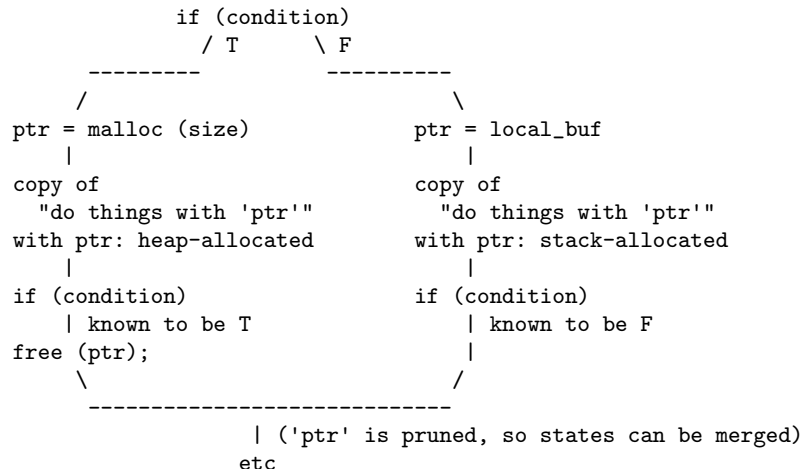 if (condition)
/ T \ F
--------- ----------
/ \
ptr = malloc (size) ptr = local_buf
| |
copy of copy of
"do things with 'ptr'" "do things with 'ptr'"
with ptr: heap-allocated with ptr: stack-allocated
| |
if (condition) if (condition)
| known to be T | known to be F
free (ptr); |
\ /
-----------------------------
| ('ptr' is pruned, so states can be merged)
etc